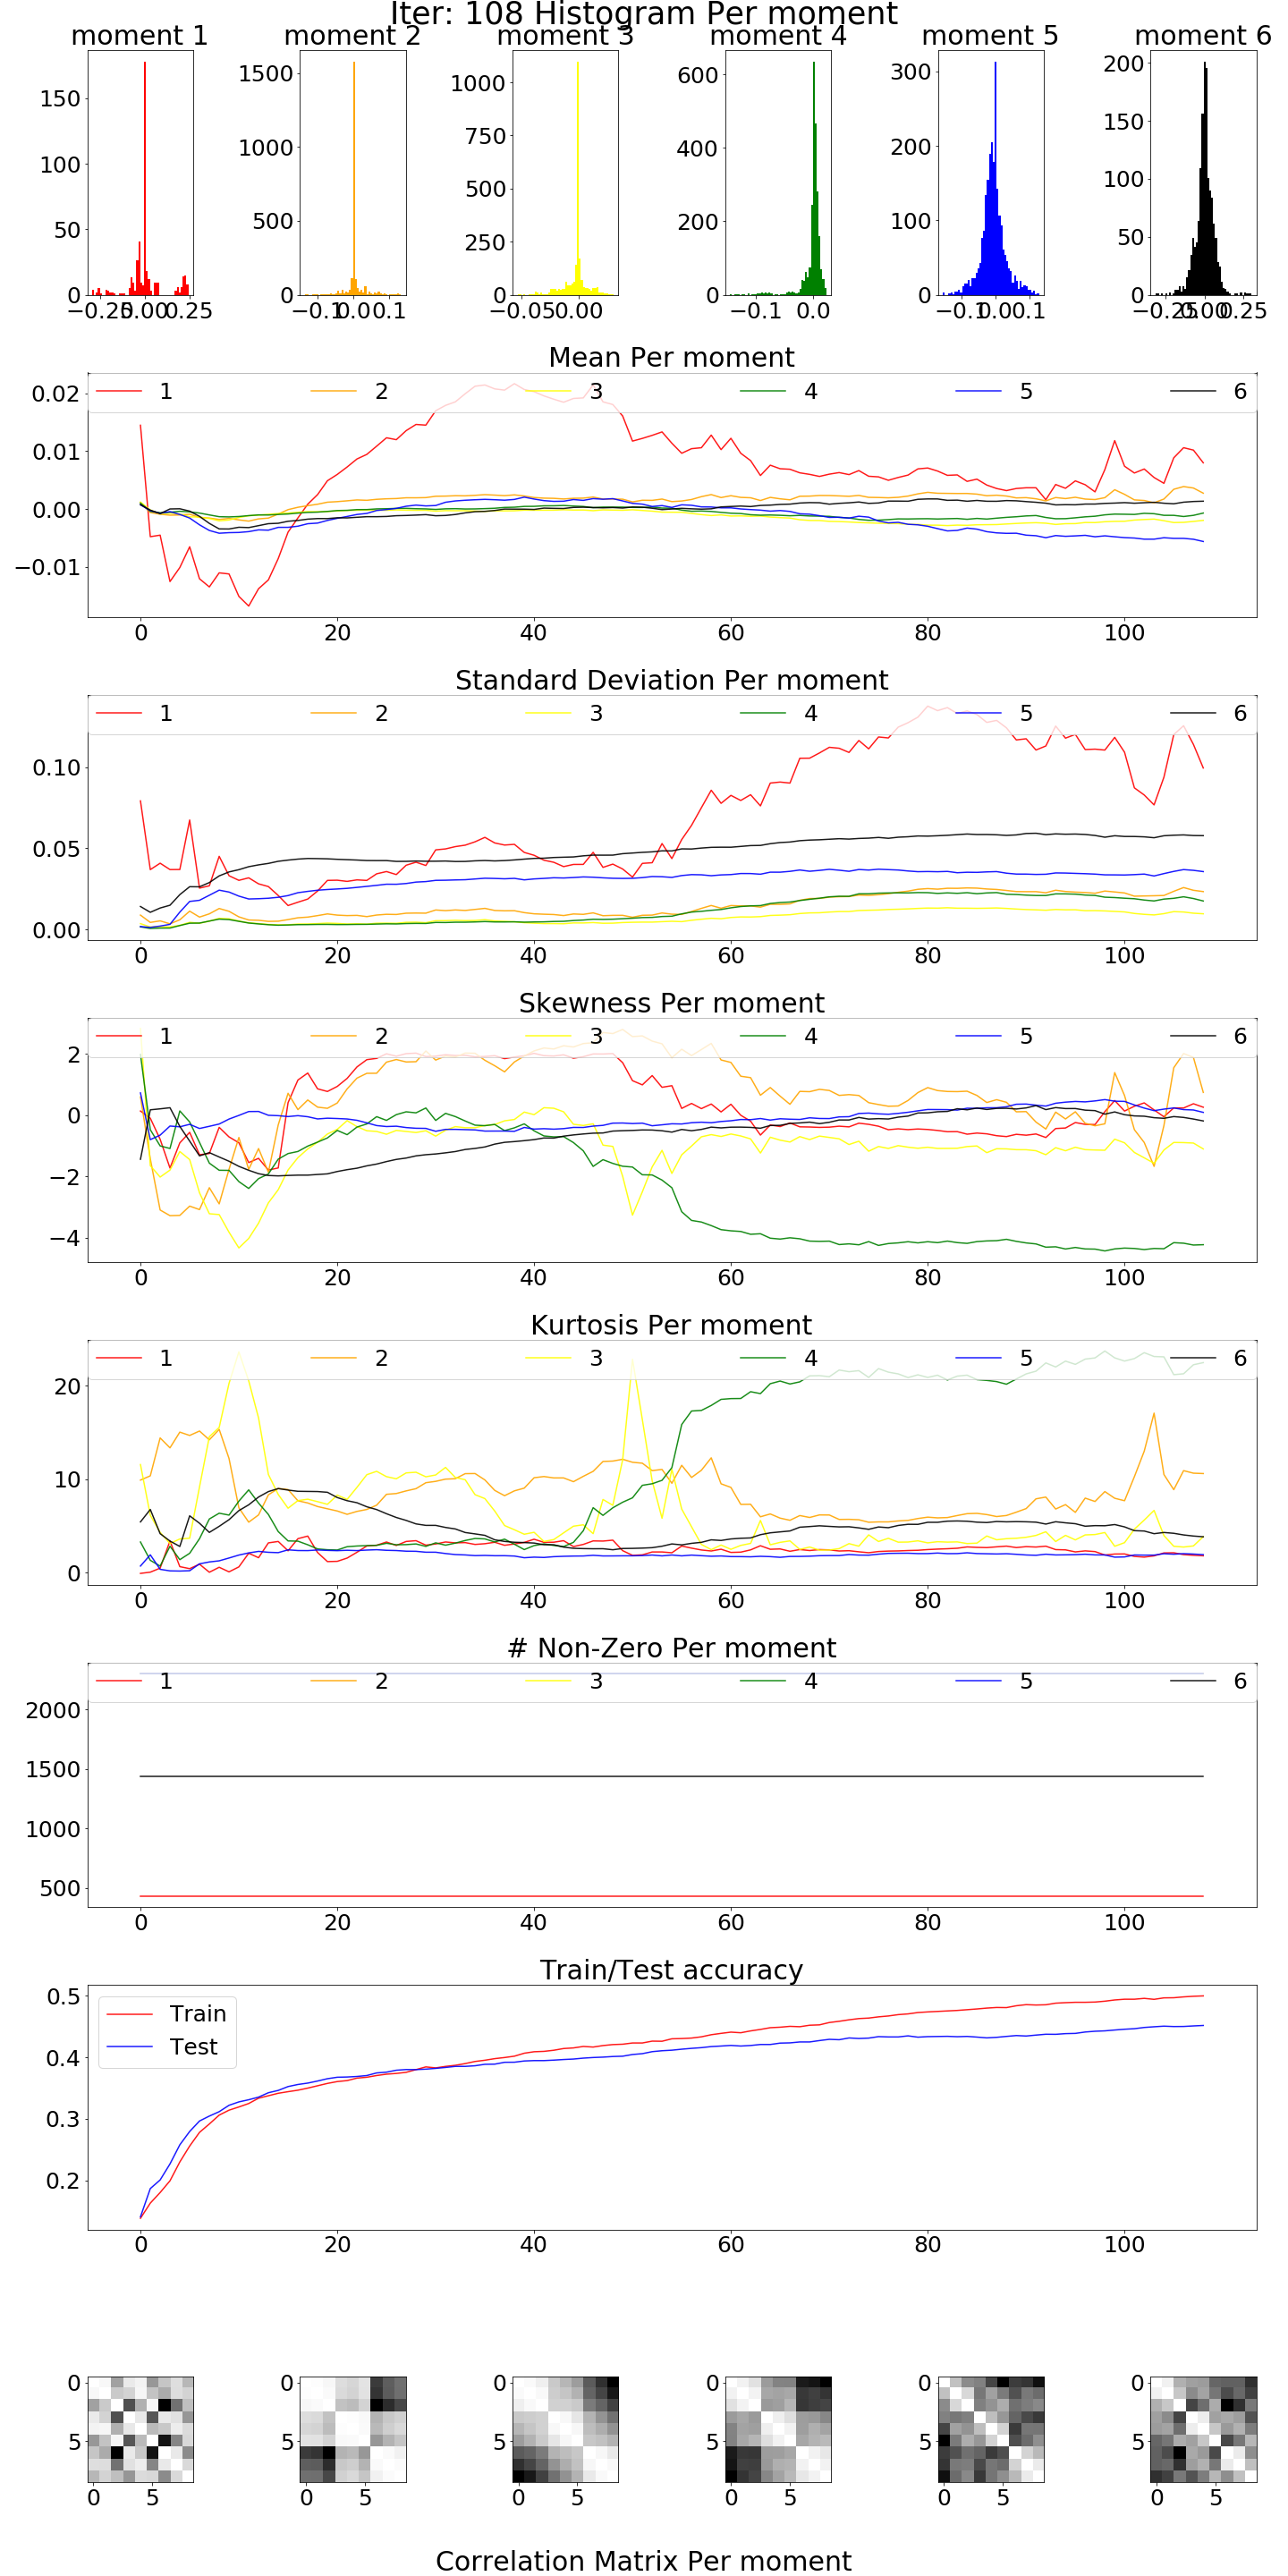 Iter: 108 Histogram Per moment
moment 1 moment 2 moment 3 moment 4 moment 5 moment 6
150
100
50
0
−0.25 0.00 0.25
1500
1000
500
0
−0.1 0.0 0.1
1000
750
500
250
0
−0.05 0.00
600
400
200
0
−0.1 0.0
300
200
100
0
−0.1 0.0 0.1
200
150
100
50
0
−0.25 0.00 0.25
Mean Per moment
1 2 3 4 5 6
0.02
0.01
0.00
−0.01
0 20 40 60 80 100
Standard Deviation Per moment
1 2 3 4 5 6
0.10
0.05
0.00
0 20 40 60 80 100
Skewness Per moment
1 2 3 4 5 6
2
0
−2
−4
0 20 40 60 80 100
Kurtosis Per moment
1 2 3 4 5 6
20
10
0
0 20 40 60 80 100
# Non-Zero Per moment
1 2 3 4 5 6
2000
1500
1000
500
0 20 40 60 80 100
Train/Test accuracy
Train
Test
0.5
0.4
0.3
0.2
0 20 40 60 80 100
0 0 0 0 0 0
5 5 5 5 5 5
0 5 0 5 0 5 0 5 0 5 0 5
Correlation Matrix Per moment